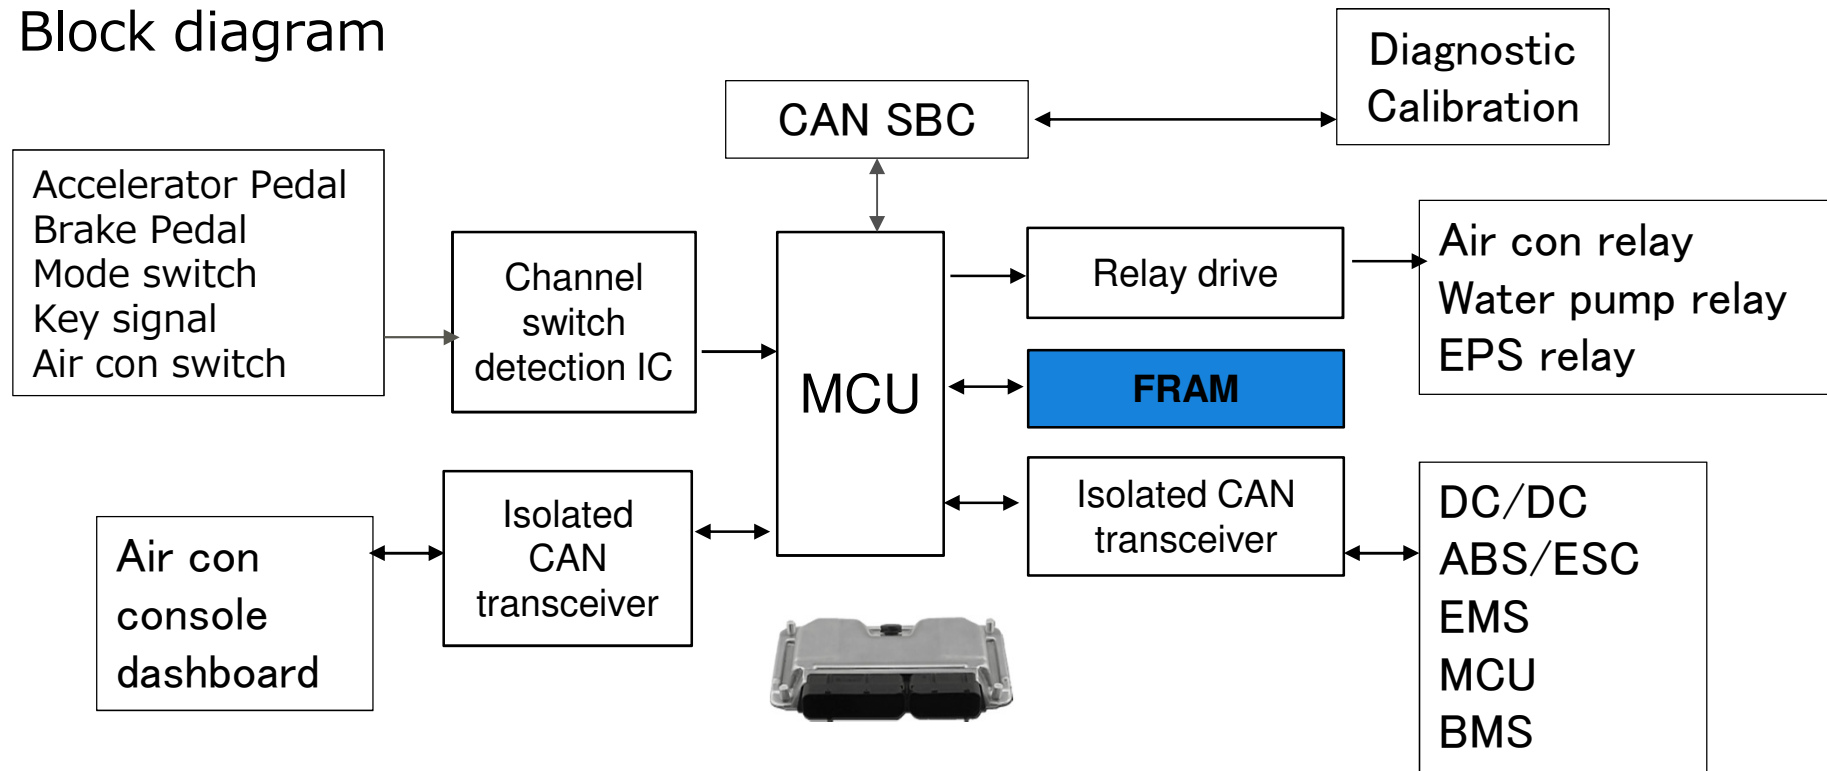 Block diagram
Diagnostic
Calibration
CAN SBC
Accelerator Pedal
Brake Pedal
Mode switch
Key signal
Air con switch
Channel
switch
detection IC
MCU
Relay drive
Air con relay
Water pump relay
EPS relay
FRAM
Isolated CAN
transceiver
DC/DC
ABS/ESC
EMS
MCU
BMS
Isolated
CAN
transceiver
Air con
console
dashboard